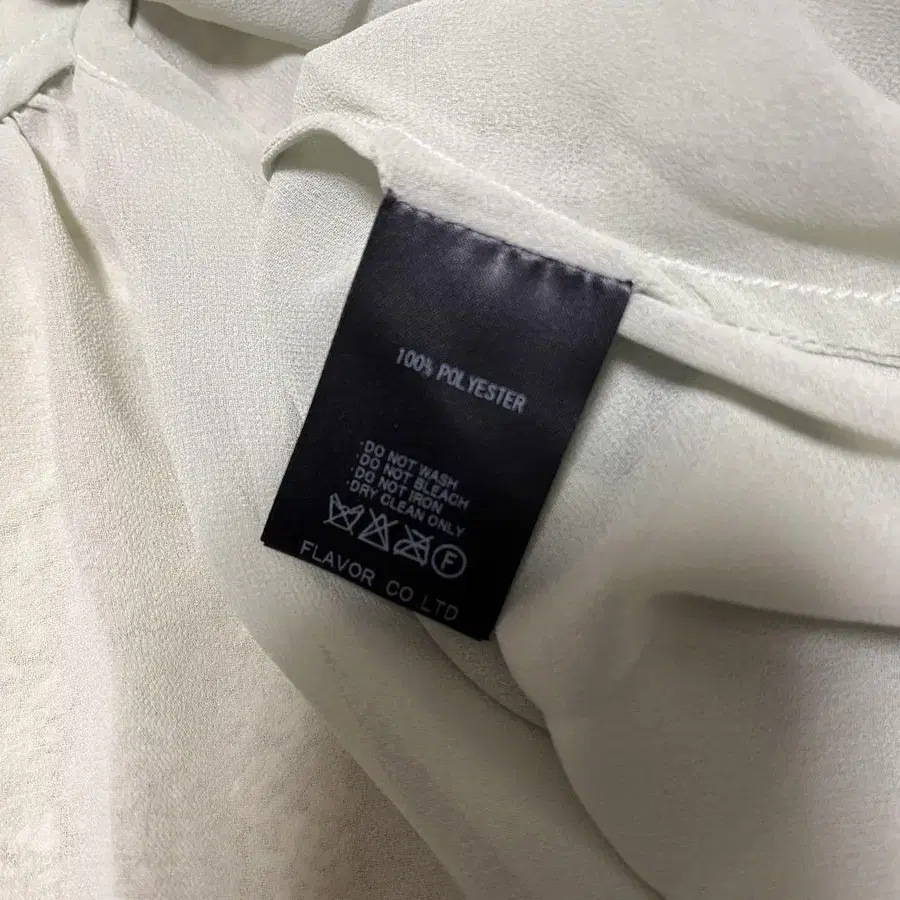 100% POLYESTER
·DO NOT WASH
·DO NOT BLEACH
·DO NOT IRON
·DRY CLEAN ONLY
F
FLAVOR CO.LTD